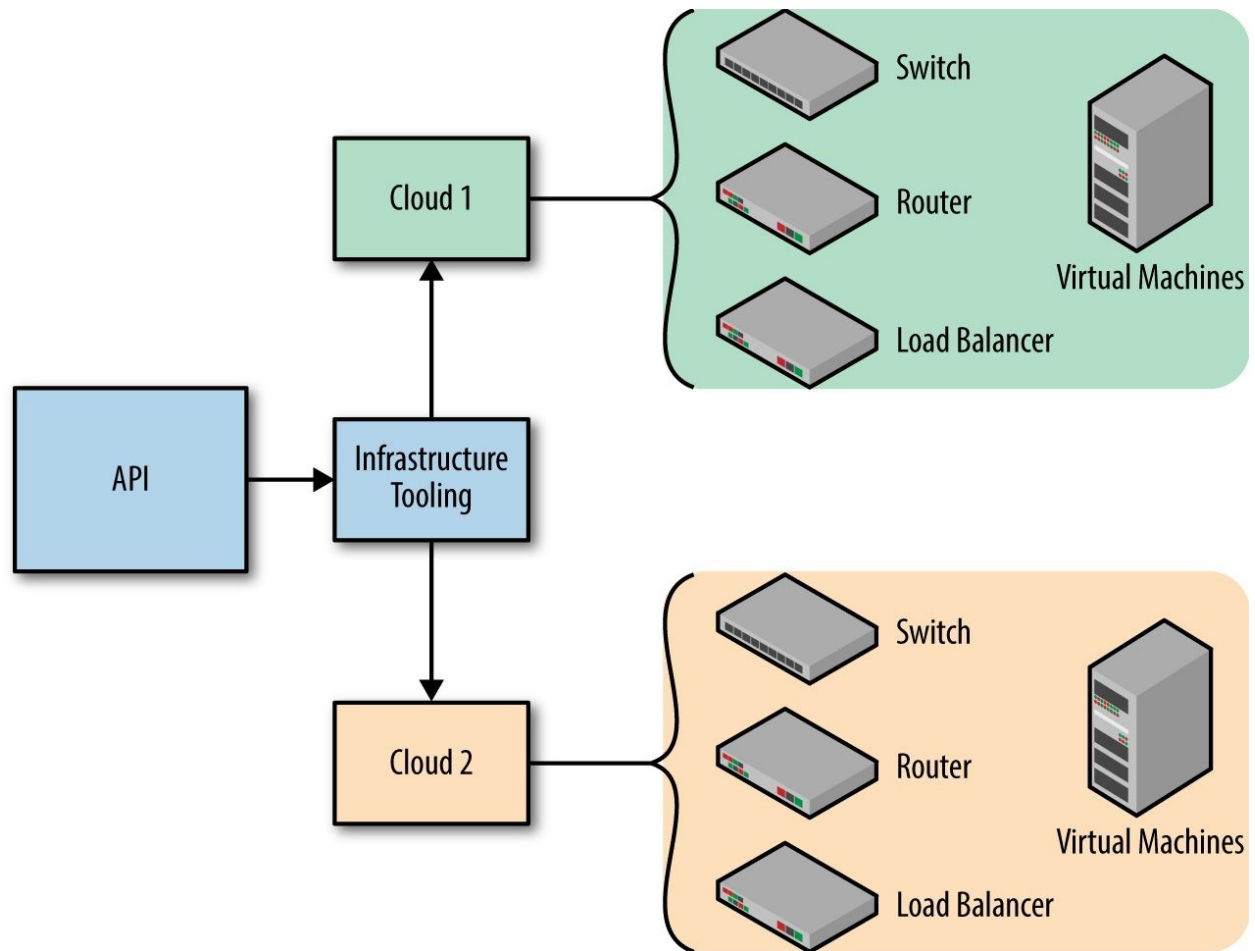 Switch
Router
Load Balancer
Virtual Machines
Cloud 1
API
Infrastructure
Tooling
Cloud 2
Switch
Router
Load Balancer
Virtual Machines